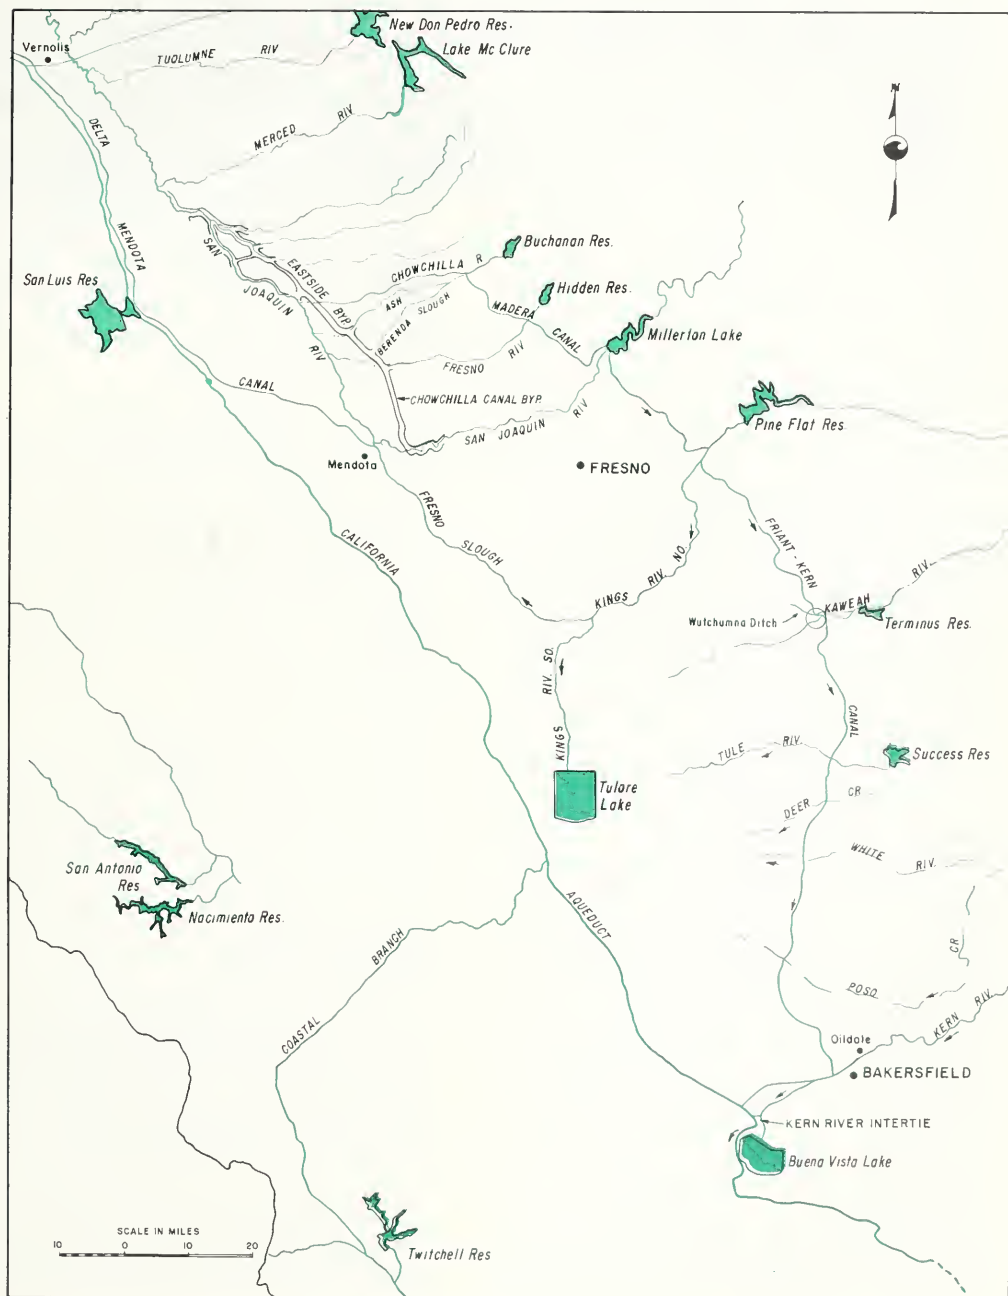 New Don Pedro Res.
Lake Mc Clure
Vernolis
TUOLUMNE RIV
N
MERCED RIV
DELTA
MENDOTA
CANAL
San Luis Res
SAN JOAQUIN RIV
EASTSIDE BYP.
CHOWCHILLA R
Buchanan Res.
ASH SLOUGH
BERENDA SLOUGH
Hidden Res.
MADERA CANAL
Millerton Lake
FRESNO RIV
CHOWCHILLA CANAL BYP.
SAN JOAQUIN RIV
Pine Flat Res.
Mendota
FRESNO
FRESNO SLOUGH
CALIFORNIA
AQUEDUCT
KINGS RIV NO.
FRIANT - KERN
CANAL
KAWEAH RIV.
Wutchumna Ditch
Terminus Res.
KINGS RIV. SO.
TULE RIV.
Success Res
Tulare
Lake
DEER CR
WHITE RIV.
San Antonio
Res
Nacimiento Res.
POSO CR
COASTAL BRANCH
KERN RIV.
Oildale
BAKERSFIELD
KERN RIVER INTERTIE
Buena Vista Lake
SCALE IN MILES
10 0 10 20
Twitchell Res